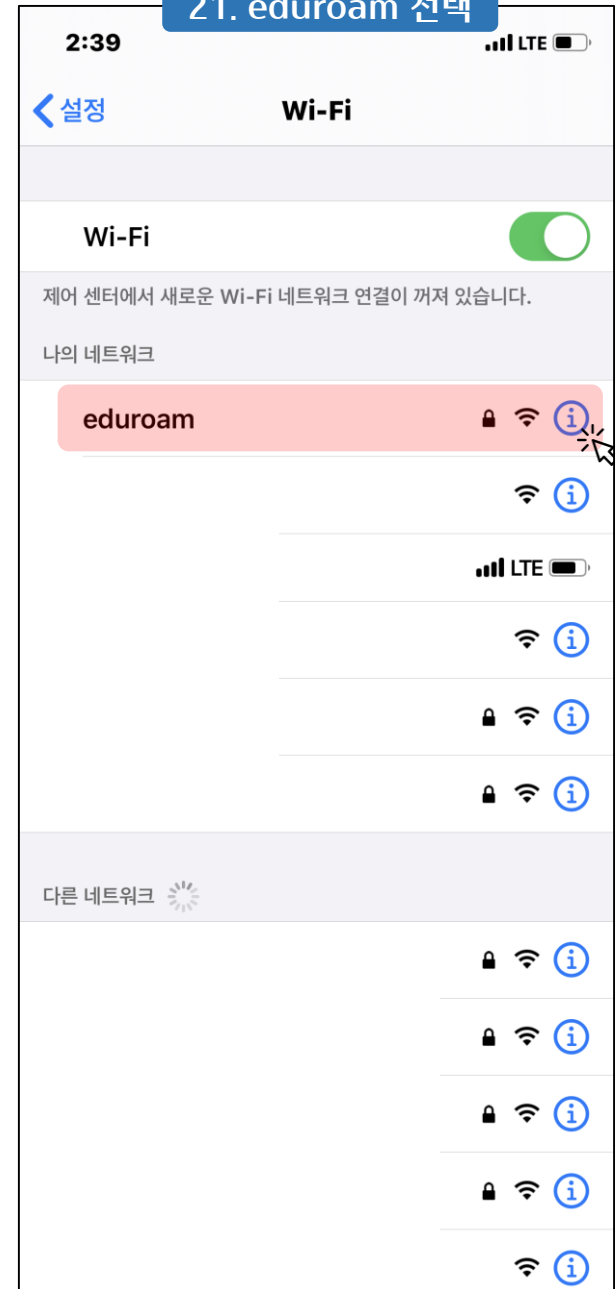 21. eduroam 선택
2:39
LTE
설정
Wi-Fi
Wi-Fi
제어 센터에서 새로운 Wi-Fi 네트워크 연결이 꺼져 있습니다.
나의 네트워크
eduroam
LTE
다른 네트워크